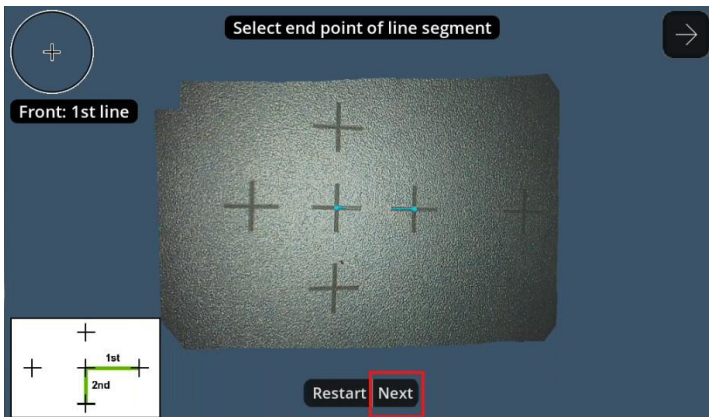 Select end point of line segment
Front: 1st line
1st
2nd
Restart Next